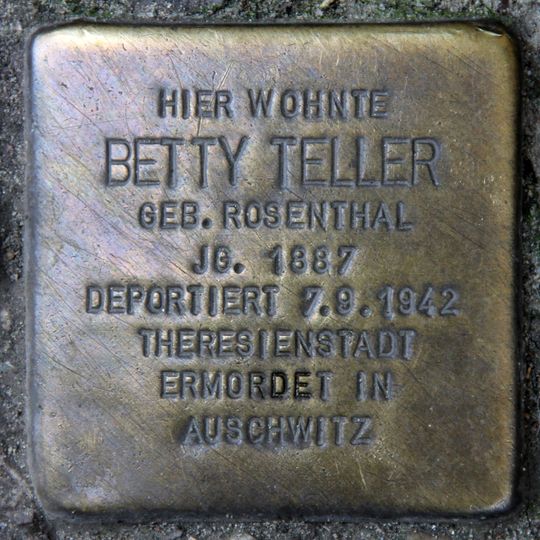 HIER WOHNTE
BETTY TELLER
GEB. ROSENTHAL
JG. 1887
DEPORTIERT 7.9.1942
THERESIENSTADT
ERMORDET IN
AUSCHWITZ